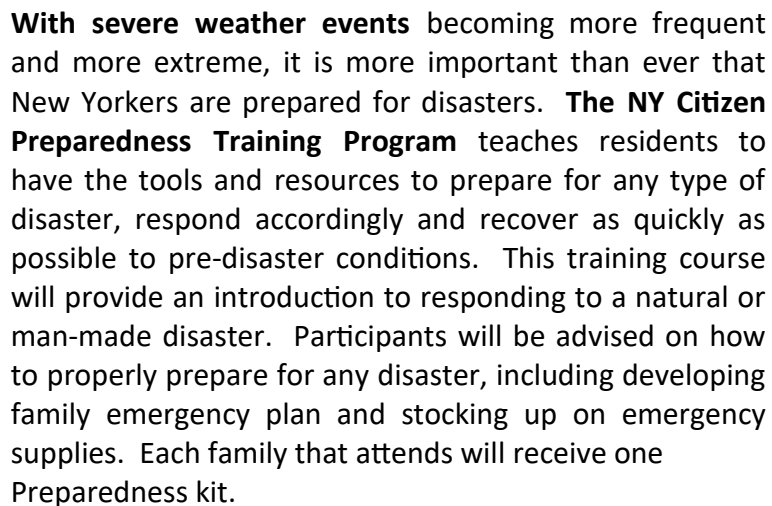 With severe weather events becoming more frequent
and more extreme, it is more important than ever that
New Yorkers are prepared for disasters.  The NY Citizen
Preparedness Training Program teaches residents to
have the tools and resources to prepare for any type of
disaster, respond accordingly and recover as quickly as
possible to pre-disaster conditions.  This training course
will provide an introduction to responding to a natural or
man-made disaster.  Participants will be advised on how
to properly prepare for any disaster, including developing
family emergency plan and stocking up on emergency
supplies.  Each family that attends will receive one
Preparedness kit.